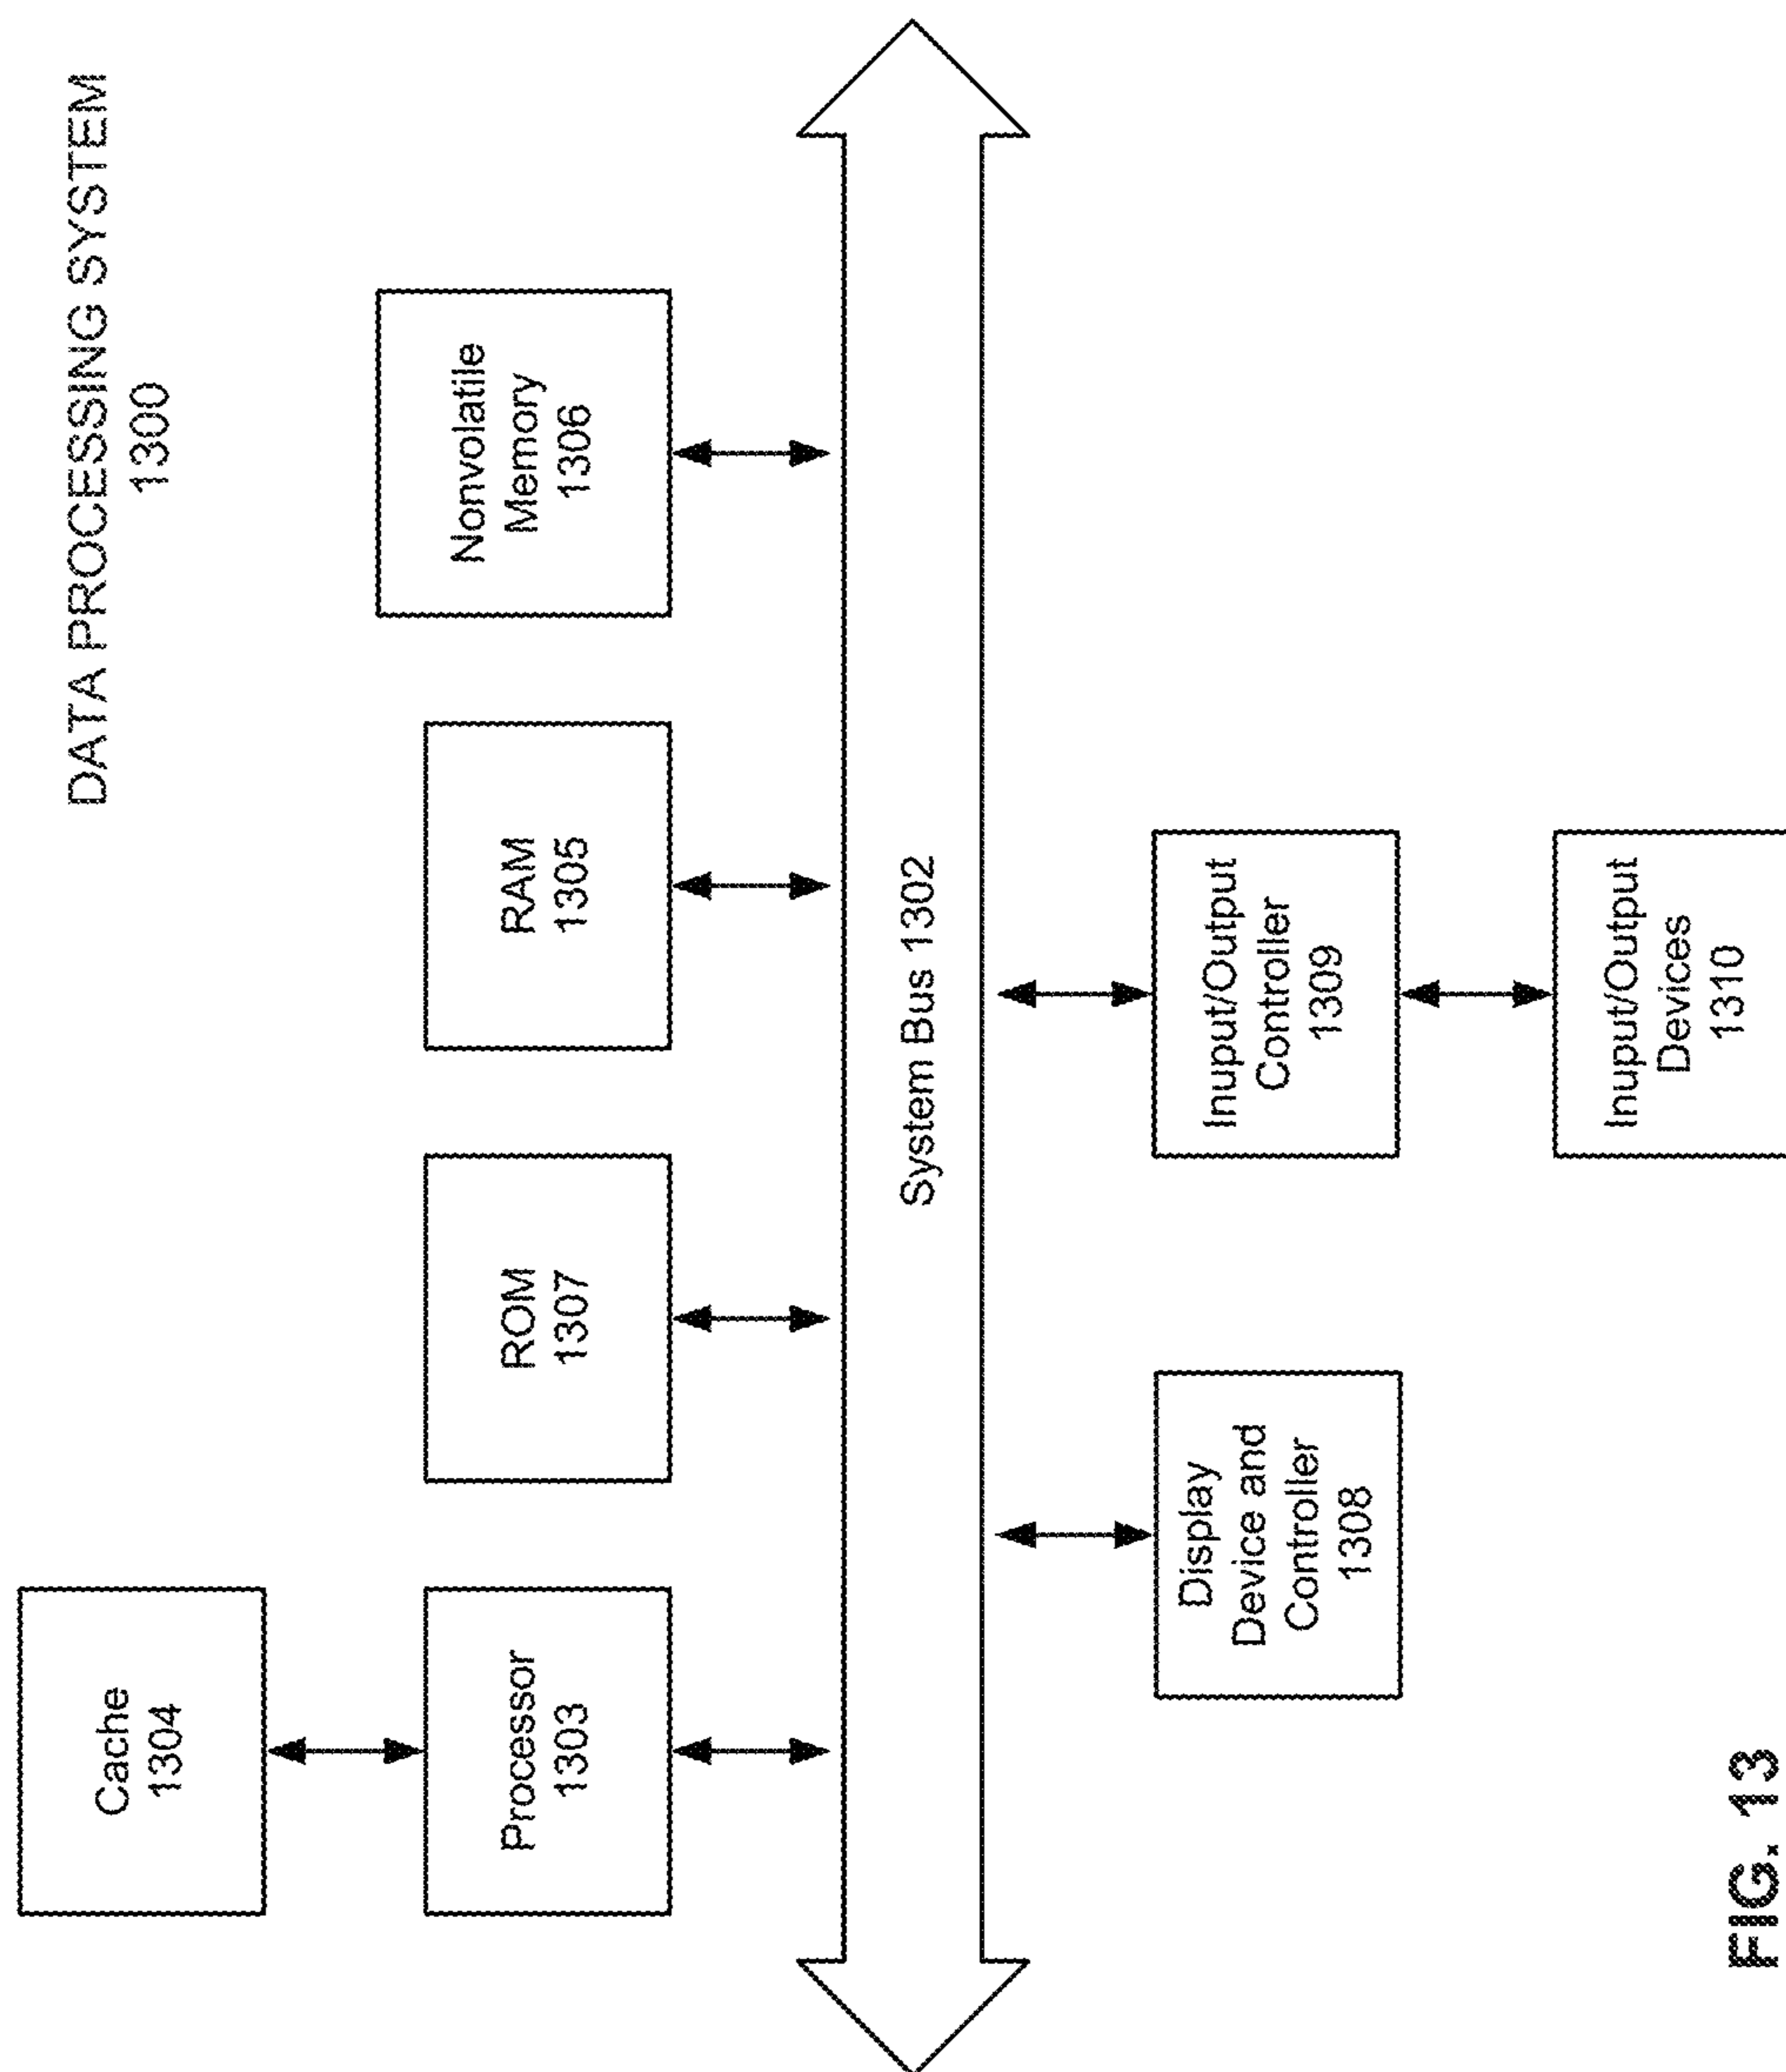 DATA PROCESSING SYSTEM
1300
Cache
1304
Processor
1303
ROM
1307
RAM
1305
Nonvolatile
Memory
1306
System Bus 1302
Display
Device and
Controller
1308
Inuput/Output
Controller
1309
Inuput/Output
Devices
1310
FIG. 13